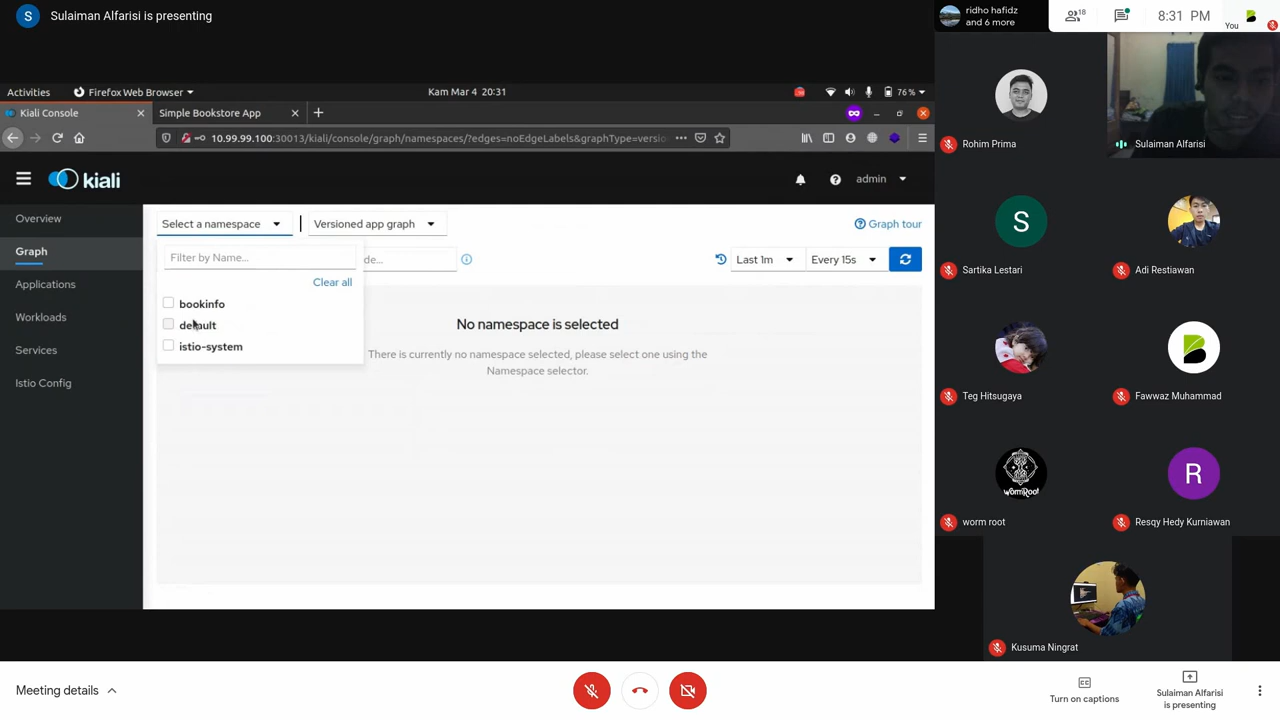 S
Sulaiman Alfarisi is presenting
ridho hafidz
and 6 more
18
8:31 PM
You
Activities
Firefox Web Browser
Kam Mar 4 20:31
76%
Kiali Console
Simple Bookstore App
10.99.99.100:30013/kiali/console/graph/namespaces/?edges=noEdgeLabels&graphType=versio
kiali
admin
Overview
Graph
Applications
Workloads
Services
Istio Config
Select a namespace
Versioned app graph
Graph tour
Filter by Name...
de...
Last 1m
Every 15s
Clear all
bookinfo
default
istio-system
No namespace is selected
There is currently no namespace selected, please select one using the
Namespace selector.
Rohim Prima
Sulaiman Alfarisi
S
Sartika Lestari
Adi Restiawan
Teg Hitsugaya
Fawwaz Muhammad
WOrmROOt
worm root
R
Resqy Hedy Kurniawan
Kusuma Ningrat
Meeting details
CC
Turn on captions
Sulaiman Alfarisi
is presenting